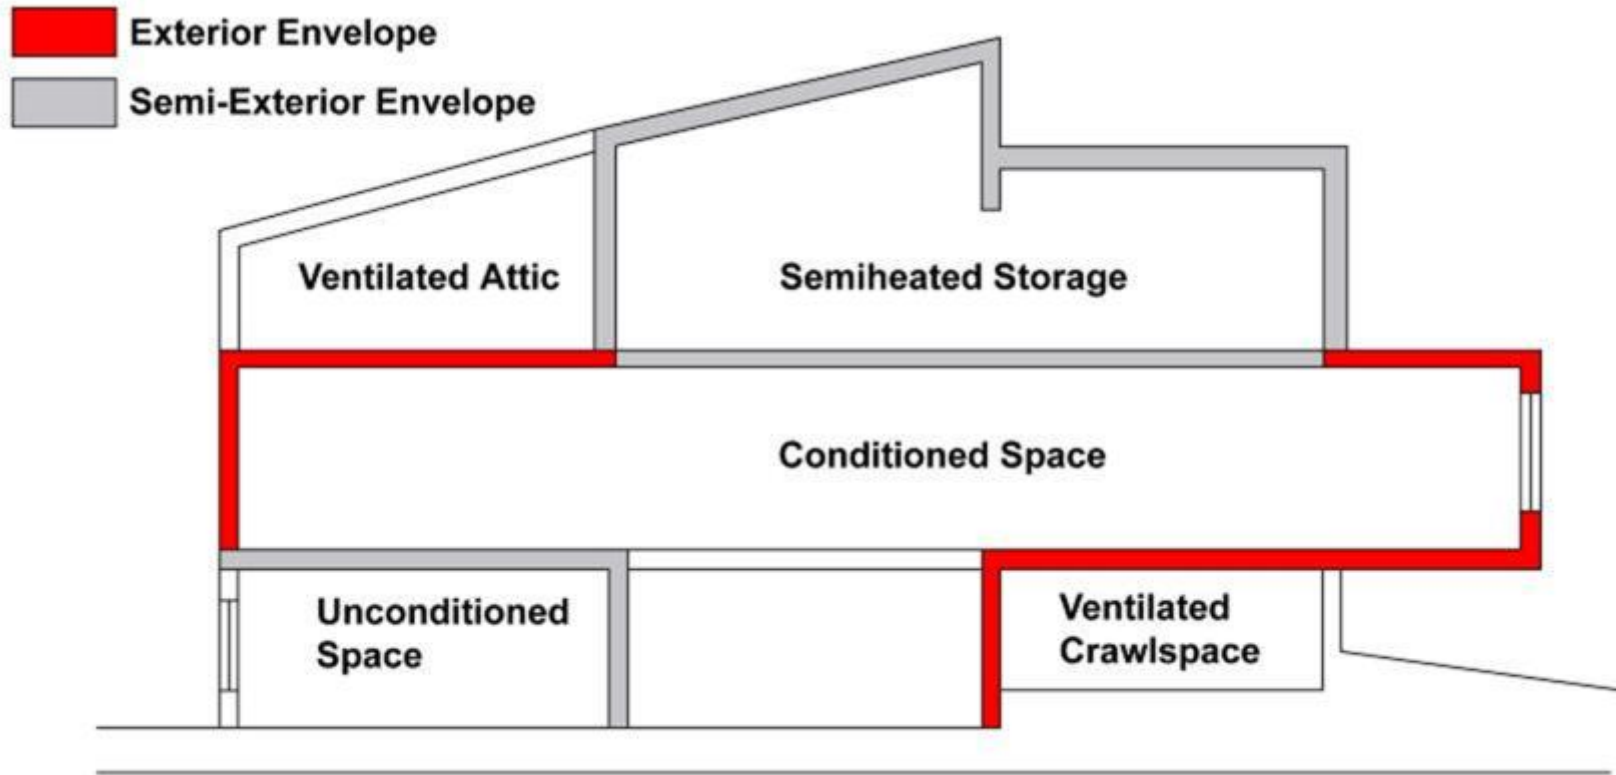 Exterior Envelope
Semi-Exterior Envelope
Ventilated Attic
Semiheated Storage
Conditioned Space
Unconditioned
Space
Ventilated
Crawlspace